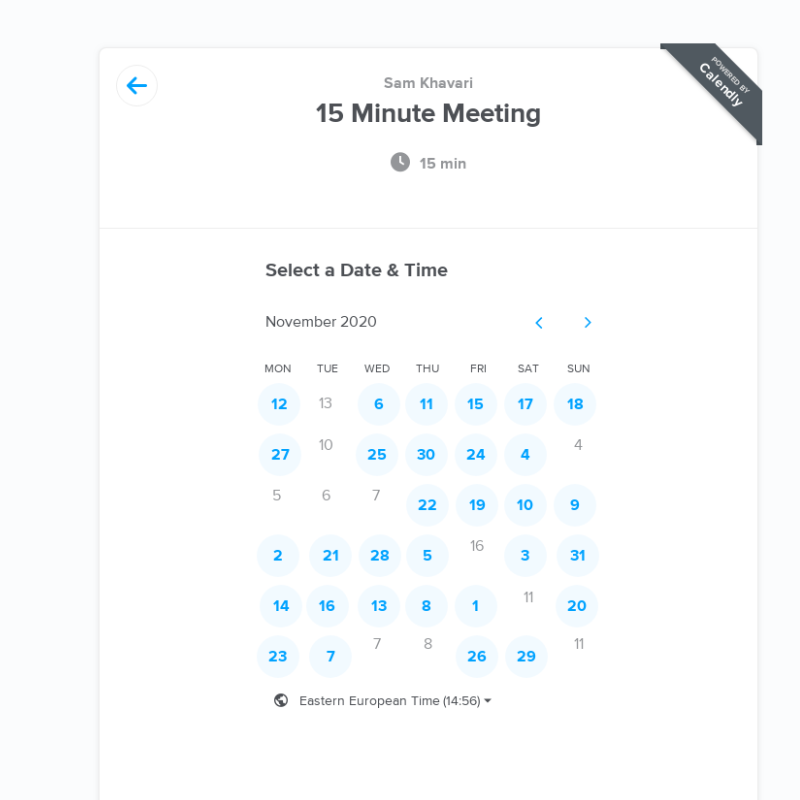 POWERED BY
Calendly
Sam Khavari
15 Minute Meeting
15 min
Select a Date & Time
November 2020
MON TUE WED THU FRI SAT SUN
12 13 6 11 15 17 18
27 10 25 30 24 4 4
5 6 7 22 19 10 9
2 21 28 5 16 3 31
14 16 13 8 1 11 20
23 7 7 8 26 29 11
Eastern European Time (14:56)